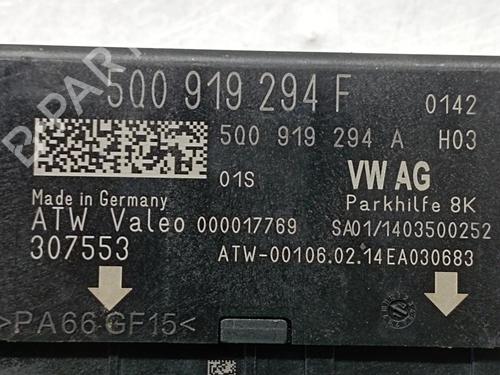 B-PARTS
5Q0 919 294 F 0142
5Q0 919 294 A H03
01S VW AG
Made in Germany Parkhilfe 8K
ATW Valeo 000017769 SA01/1403500252
307553 ATW-00106.02.14EA030683
>PA66 GF15<